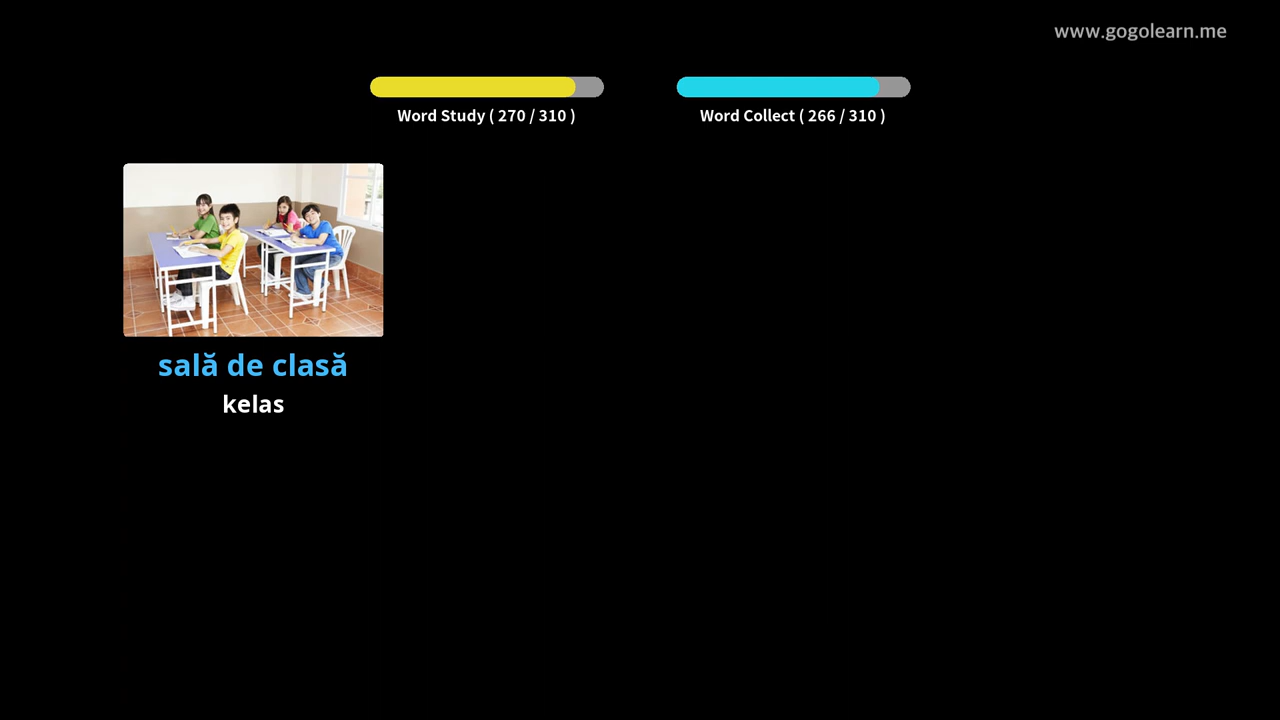 www.gogolearn.me
Word Study ( 270 / 310 )
Word Collect ( 266 / 310 )
sală de clasă
kelas